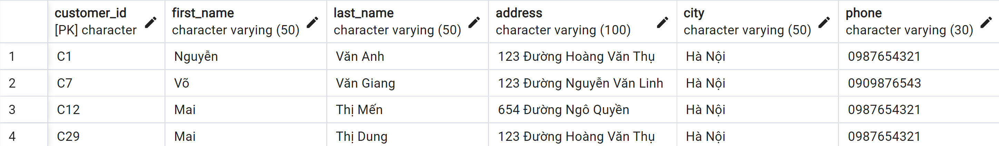 customer_id first_name last_name address city phone
[PK] character character varying (50) character varying (50) character varying (100) character varying (50) character varying (30)
1 C1 Nguyễn Văn Anh 123 Đường Hoàng Văn Thụ Hà Nội 0987654321
2 C7 Võ Văn Giang 123 Đường Nguyễn Văn Linh Hà Nội 0909876543
3 C12 Mai Thị Mến 654 Đường Ngô Quyền Hà Nội 0987654321
4 C29 Mai Thị Dung 123 Đường Hoàng Văn Thụ Hà Nội 0987654321